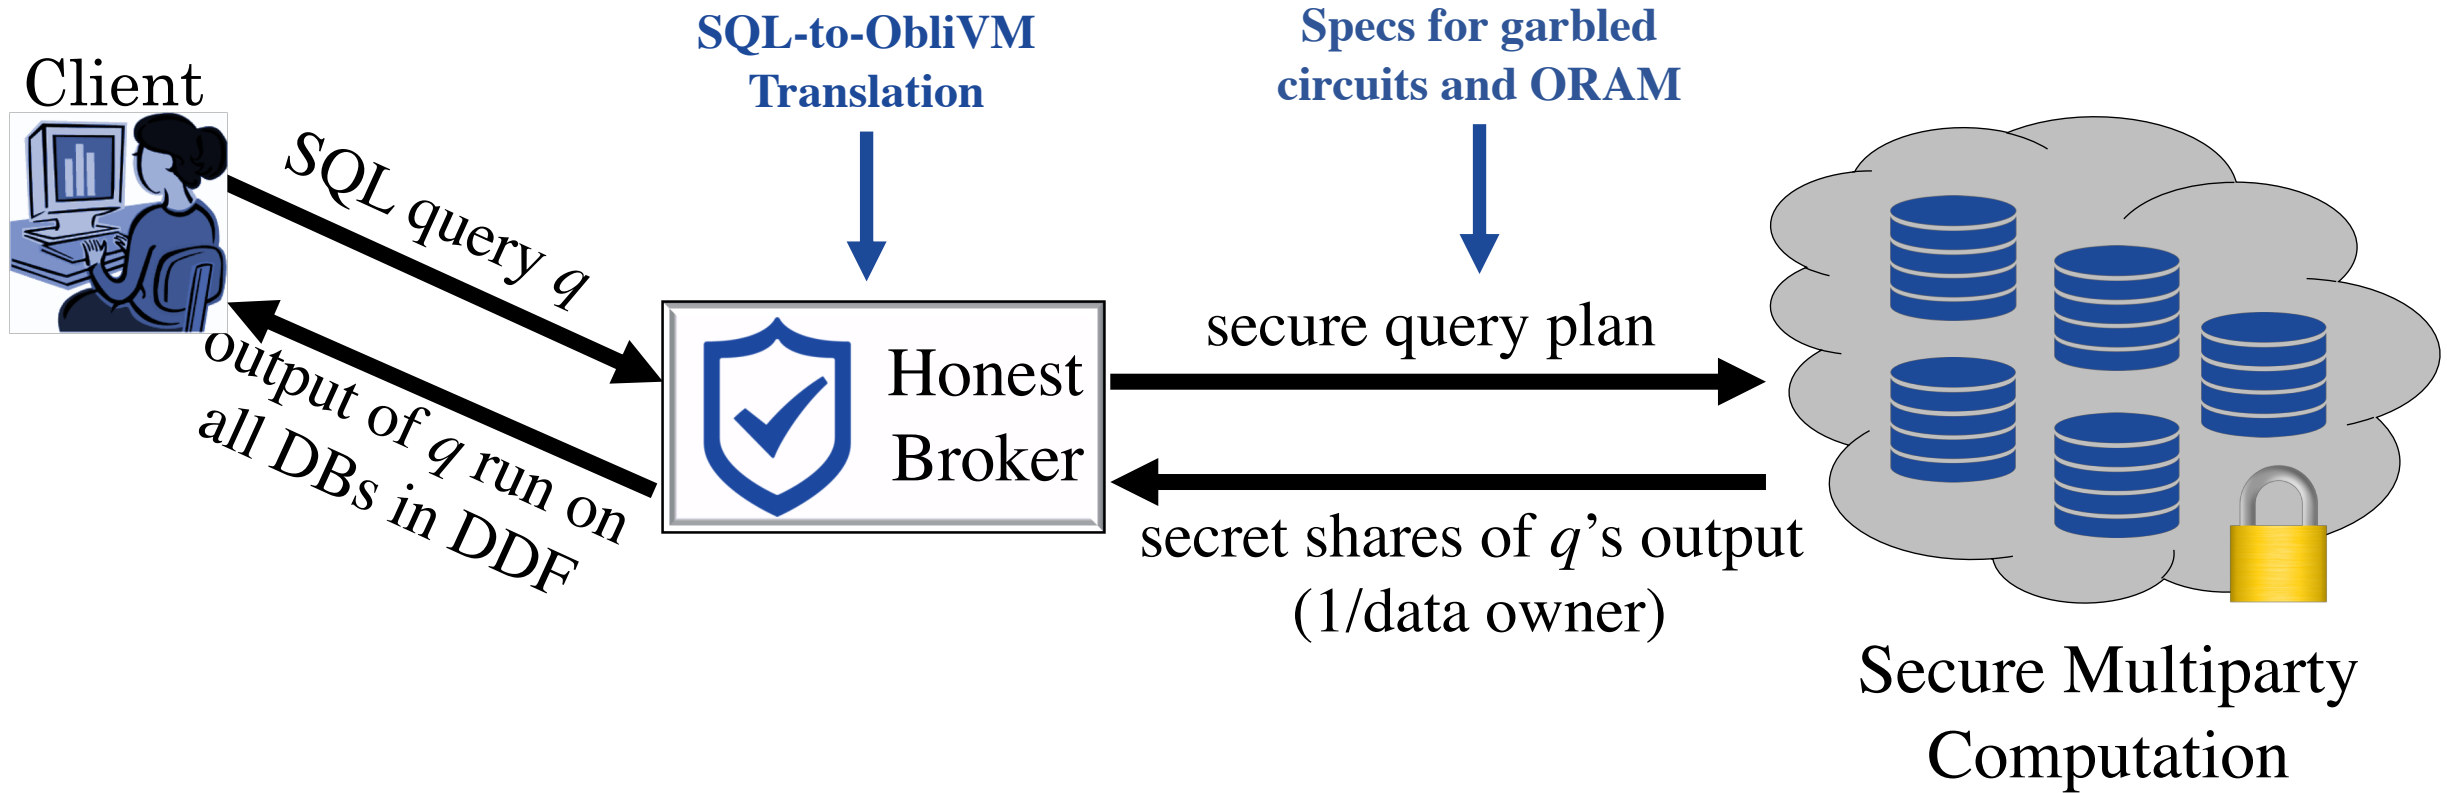 Client
SQL query q
output of q run on
all DBs in DDF
SQL-to-ObliVM
Translation
Honest
Broker
Specs for garbled
circuits and ORAM
secure query plan
secret shares of q’s output
(1/data owner)
Secure Multiparty
Computation